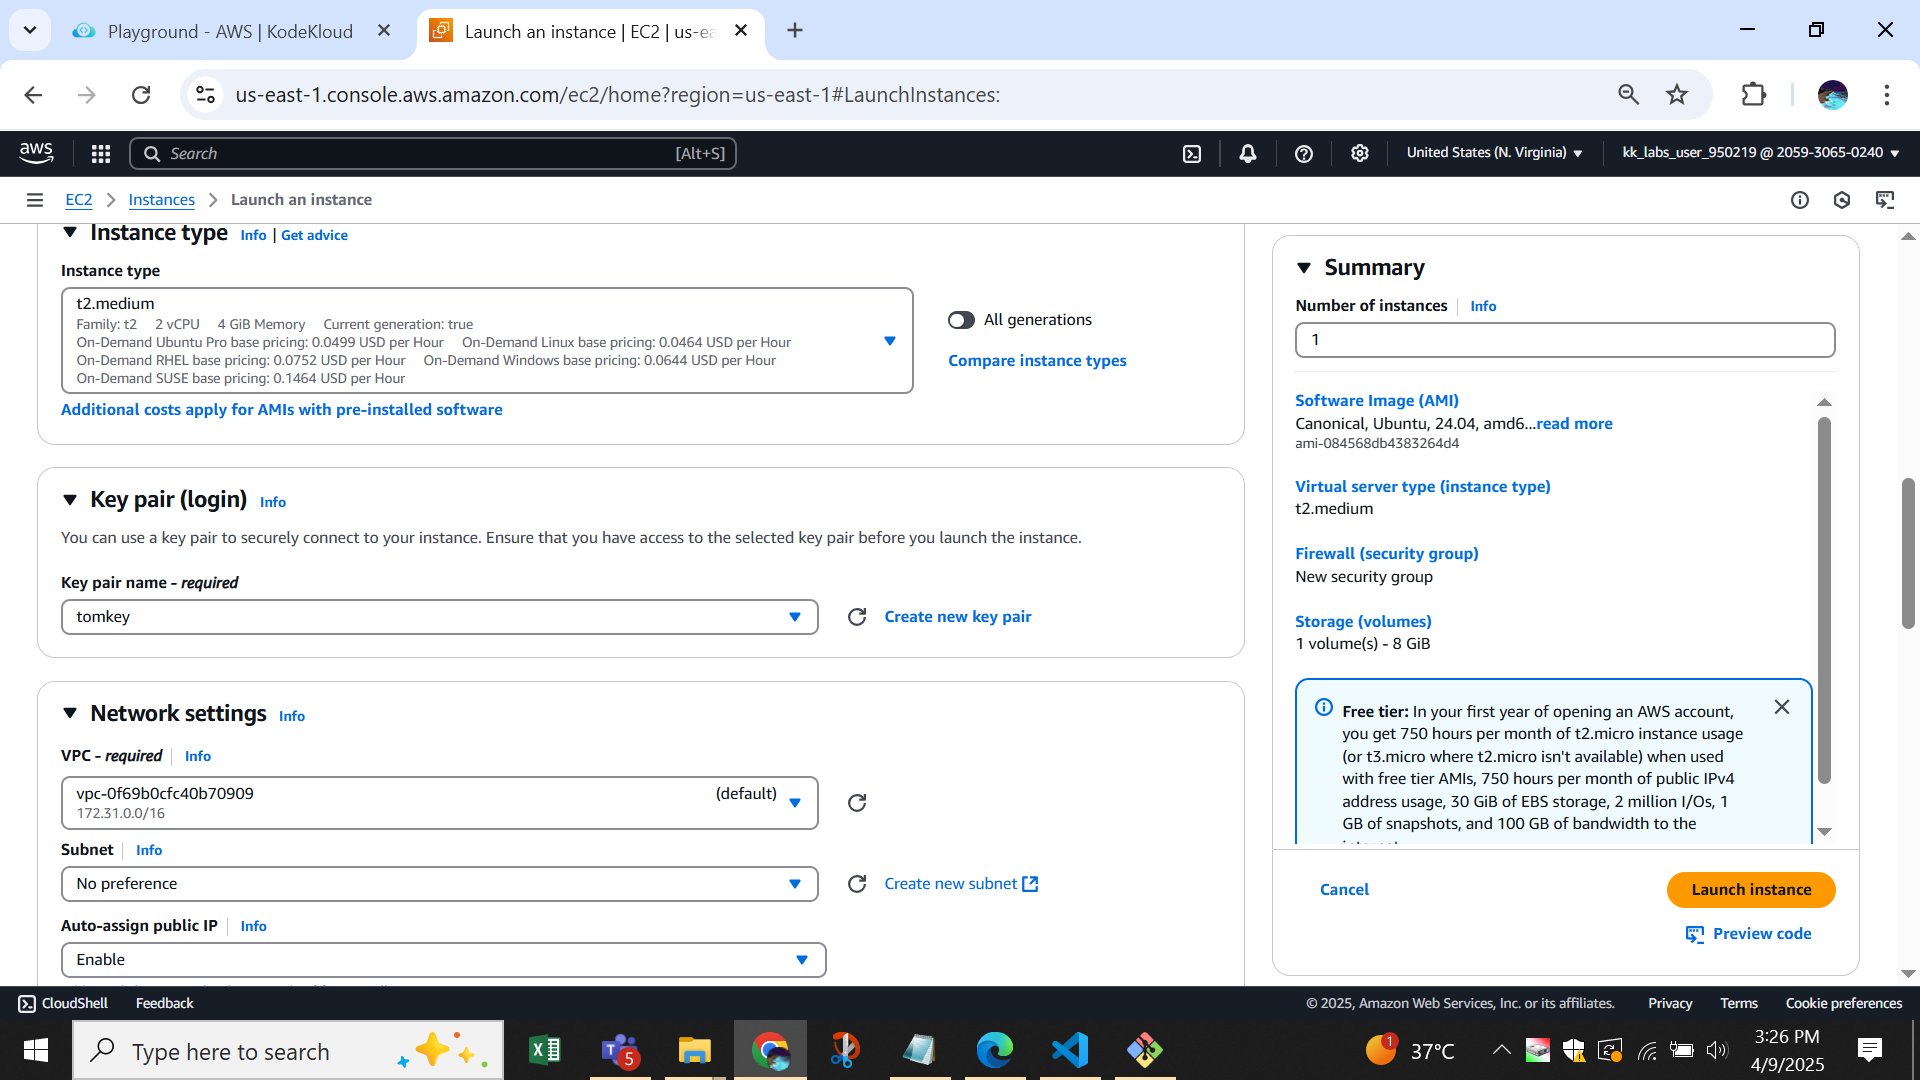 Playground - AWS | KodeKloud
Launch an instance | EC2 | us-ea
us-east-1.console.aws.amazon.com/ec2/home?region=us-east-1#LaunchInstances:
aws
Search
[Alt+S]
United States (N. Virginia)
kk_labs_user_950219 @ 2059-3065-0240
EC2
Instances
Launch an instance
Instance type
Info | Get advice
Instance type
t2.medium
Family: t2 2 vCPU 4 GiB Memory Current generation: true
On-Demand Ubuntu Pro base pricing: 0.0499 USD per Hour On-Demand Linux base pricing: 0.0464 USD per Hour
On-Demand RHEL base pricing: 0.0752 USD per Hour On-Demand Windows base pricing: 0.0644 USD per Hour
On-Demand SUSE base pricing: 0.1464 USD per Hour
All generations
Compare instance types
Additional costs apply for AMIs with pre-installed software
Key pair (login) Info
You can use a key pair to securely connect to your instance. Ensure that you have access to the selected key pair before you launch the instance.
Key pair name - required
tomkey
Create new key pair
Network settings Info
VPC - required Info
vpc-0f69b0cfc40b70909 (default)
172.31.0.0/16
Subnet Info
No preference
Create new subnet
Auto-assign public IP Info
Enable
Summary
Number of instances Info
1
Software Image (AMI)
Canonical, Ubuntu, 24.04, amd6...read more
ami-084568db4383264d4
Virtual server type (instance type)
t2.medium
Firewall (security group)
New security group
Storage (volumes)
1 volume(s) - 8 GiB
Free tier: In your first year of opening an AWS account,
you get 750 hours per month of t2.micro instance usage
(or t3.micro where t2.micro isn't available) when used
with free tier AMIs, 750 hours per month of public IPv4
address usage, 30 GiB of EBS storage, 2 million I/Os, 1
GB of snapshots, and 100 GB of bandwidth to the
Cancel
Launch instance
Preview code
CloudShell
Feedback
© 2025, Amazon Web Services, Inc. or its affiliates.
Privacy
Terms
Cookie preferences
Type here to search
5
1
37°C
3:26 PM
4/9/2025